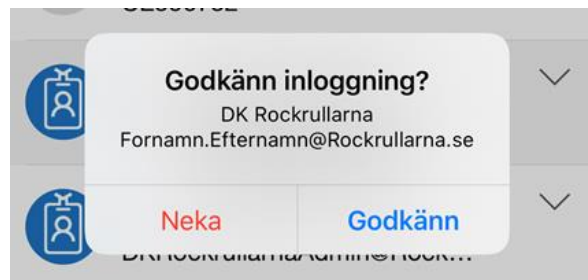 Godkänn inloggning?
DK Rockrullarna
Fornamn.Efternamn@Rockrullarna.se
Neka
Godkänn